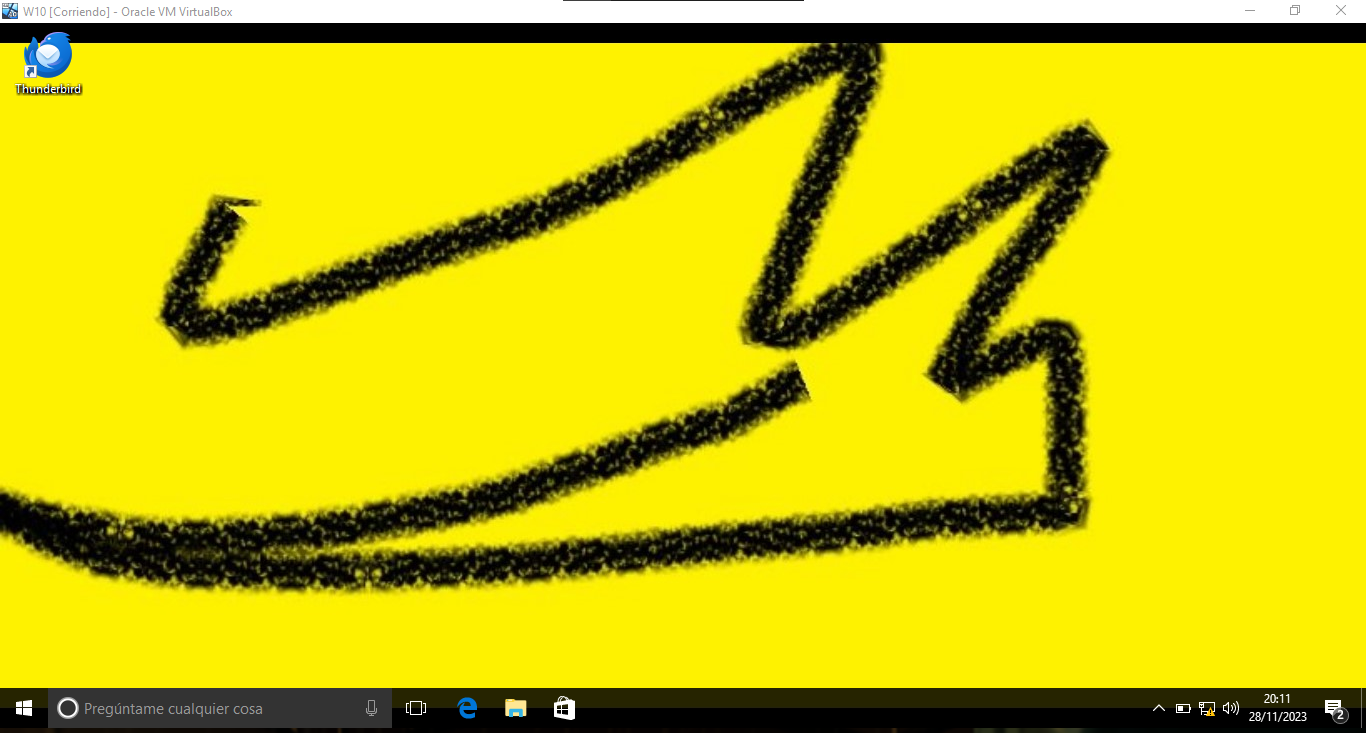 W10 [Corriendo] - Oracle VM VirtualBox
Thunderbird
Pregúntame cualquier cosa
20:11
28/11/2023
2